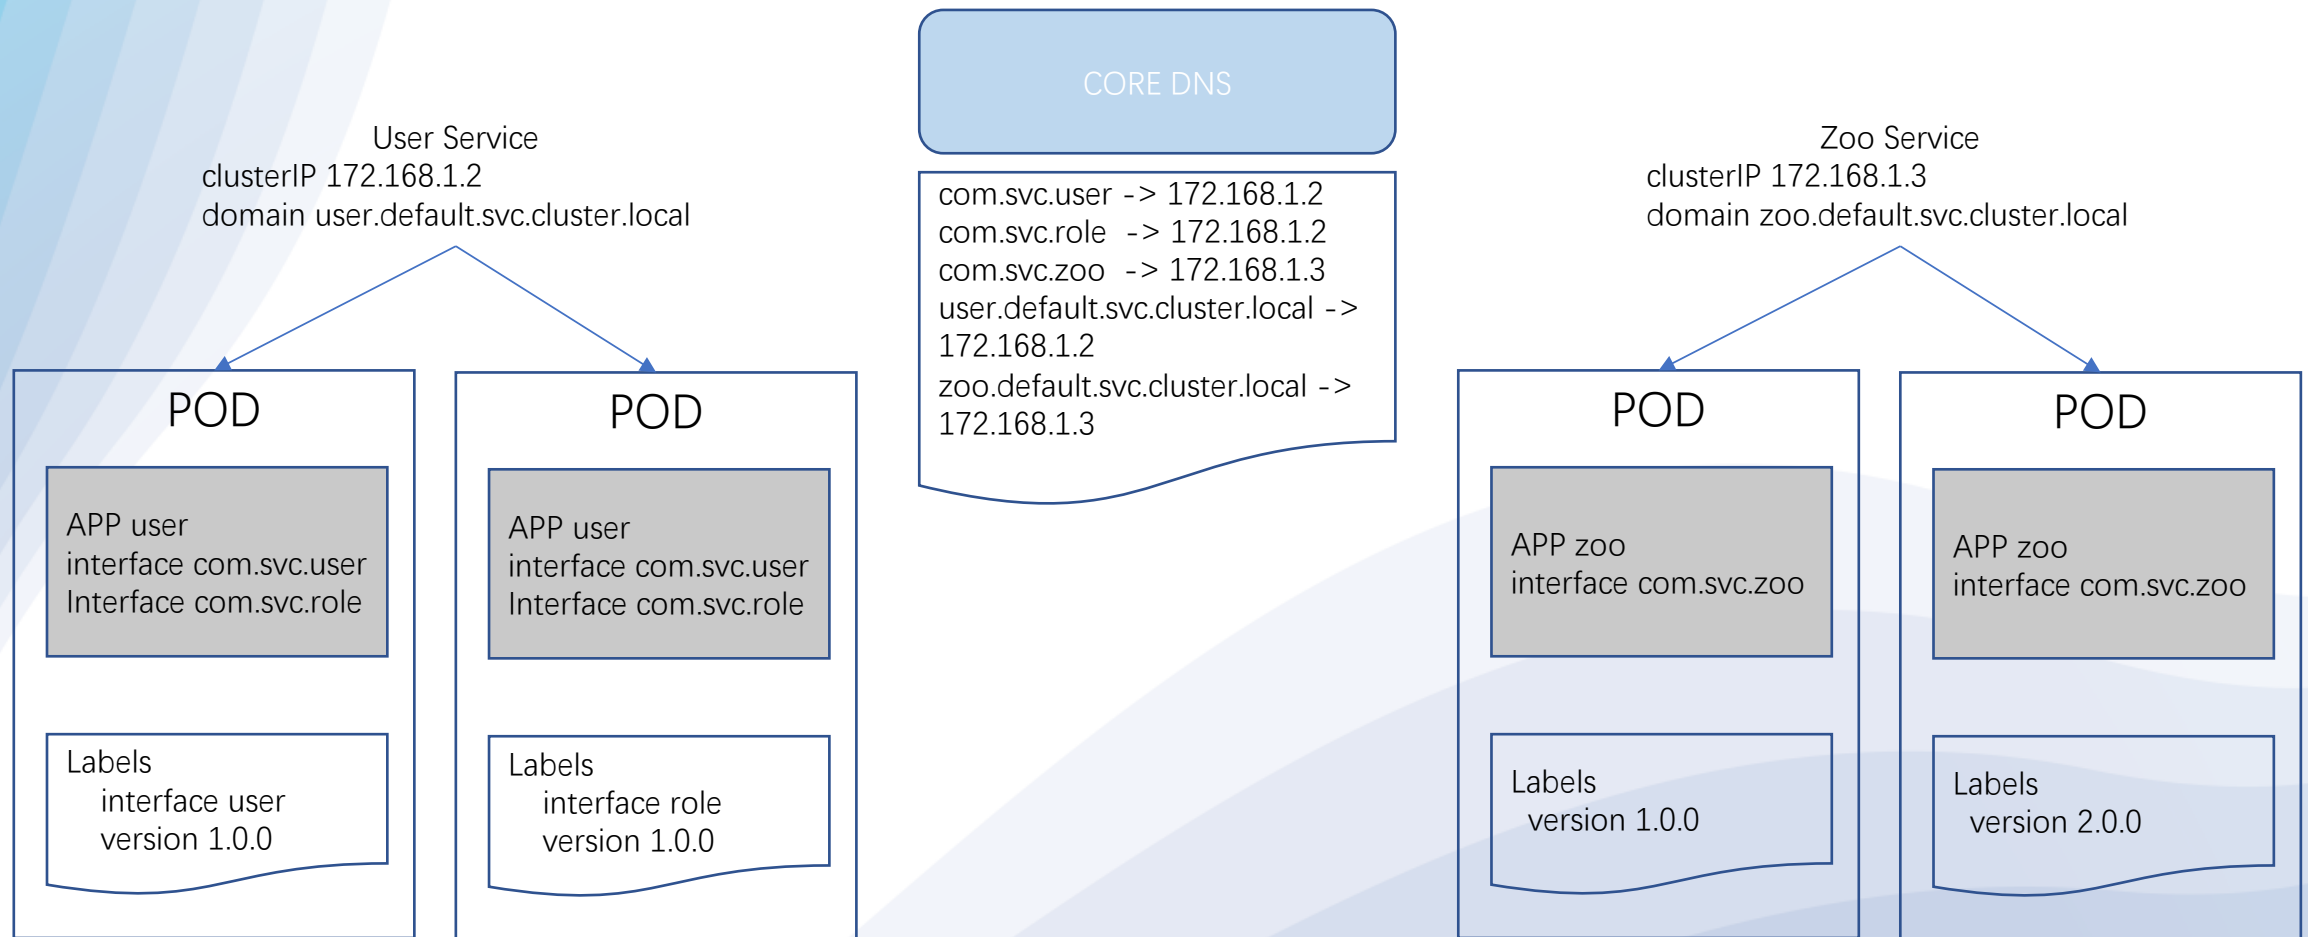 CORE DNS
User Service
clusterIP 172.168.1.2
domain user.default.svc.cluster.local
com.svc.user -> 172.168.1.2
com.svc.role -> 172.168.1.2
com.svc.zoo -> 172.168.1.3
user.default.svc.cluster.local ->
172.168.1.2
zoo.default.svc.cluster.local ->
172.168.1.3
Zoo Service
clusterIP 172.168.1.3
domain zoo.default.svc.cluster.local
POD
APP user
interface com.svc.user
Interface com.svc.role
Labels
interface user
version 1.0.0
POD
APP user
interface com.svc.user
Interface com.svc.role
Labels
interface role
version 1.0.0
POD
APP zoo
interface com.svc.zoo
Labels
version 1.0.0
POD
APP zoo
interface com.svc.zoo
Labels
version 2.0.0